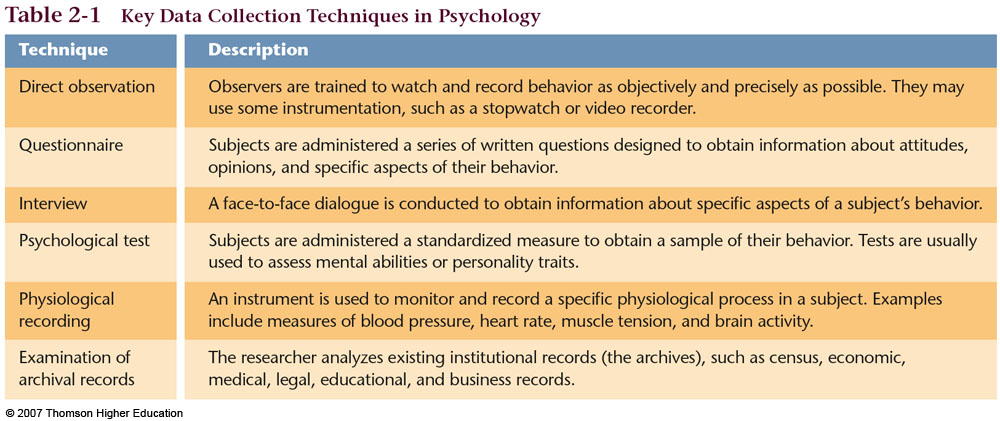 Table 2-1 Key Data Collection Techniques in Psychology
Technique Description
Direct observation Observers are trained to watch and record behavior as objectively and precisely as possible. They may
use some instrumentation, such as a stopwatch or video recorder.
Questionnaire Subjects are administered a series of written questions designed to obtain information about attitudes,
opinions, and specific aspects of their behavior.
Interview A face-to-face dialogue is conducted to obtain information about specific aspects of a subject's behavior.
Psychological test Subjects are administered a standardized measure to obtain a sample of their behavior. Tests are usually
used to assess mental abilities or personality traits.
Physiological An instrument is used to monitor and record a specific physiological process in a subject. Examples
recording include measures of blood pressure, heart rate, muscle tension, and brain activity.
Examination of The researcher analyzes existing institutional records (the archives), such as census, economic,
archival records medical, legal, educational, and business records.
© 2007 Thomson Higher Education